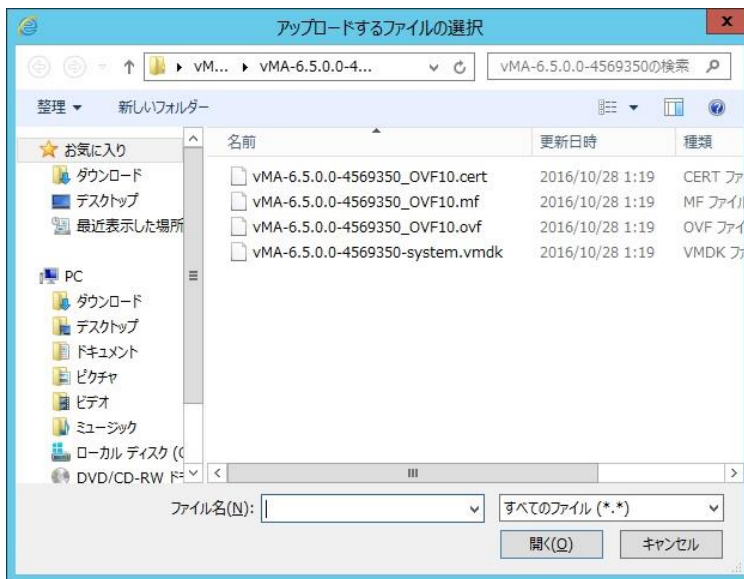 アップロードするファイルの選択
vM... vMA-6.5.0.0-4... vMA-6.5.0.0-4569350の検索
整理 新しいフォルダー
名前 更新日時 種類
お気に入り
ダウンロード
デスクトップ
最近表示した場所
PC
ダウンロード
デスクトップ
ドキュメント
ピクチャ
ビデオ
ミュージック
ローカル ディスク (C
DVD/CD-RW ドラ
vMA-6.5.0.0-4569350_OVF10.cert 2016/10/28 1:19 CERT ファ
vMA-6.5.0.0-4569350_OVF10.mf 2016/10/28 1:19 MF ファイル
vMA-6.5.0.0-4569350_OVF10.ovf 2016/10/28 1:19 OVF ファイ
vMA-6.5.0.0-4569350-system.vmdk 2016/10/28 1:19 VMDK ファ
ファイル名(N): すべてのファイル (*.*)
開く(O) キャンセル